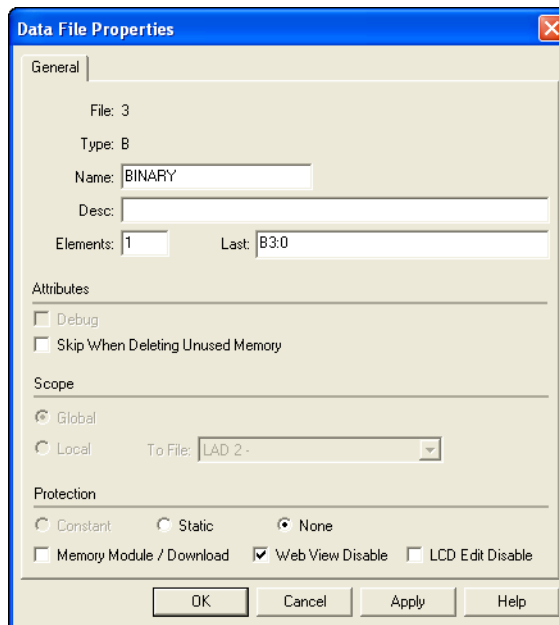 Data File Properties
General
File: 3
Type: B
Name: BINARY
Desc:
Elements: 1 Last: B3:0
Attributes
Debug
Skip When Deleting Unused Memory
Scope
Global
Local To File: LAD 2 -
Protection
Constant Static None
Memory Module / Download Web View Disable LCD Edit Disable
OK Cancel Apply Help